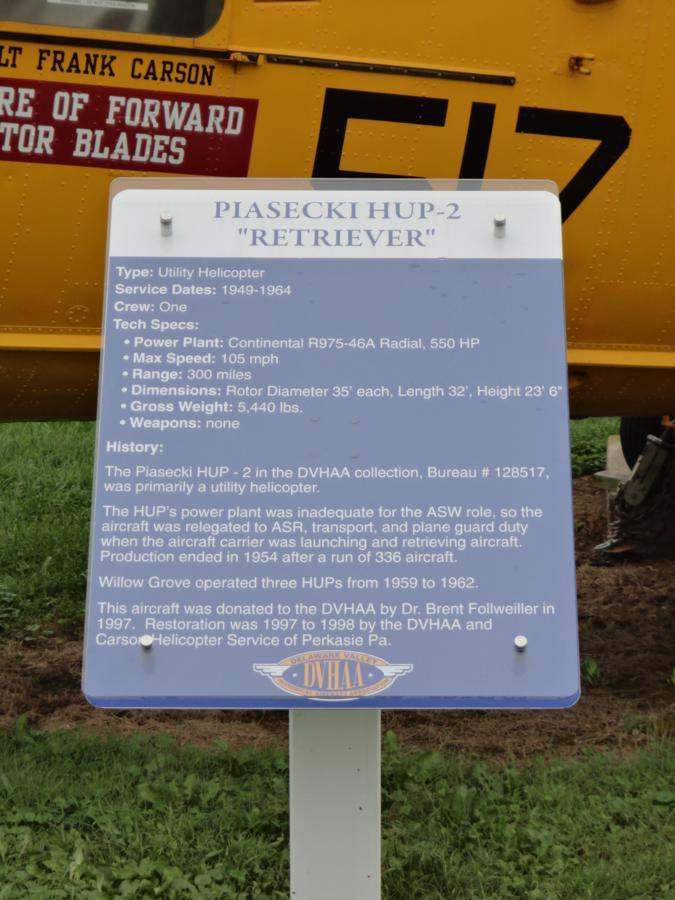 LT FRANK CARSON
RE OF FORWARD
TOR BLADES
517
PIASECKI HUP-2
"RETRIEVER"
Type: Utility Helicopter
Service Dates: 1949-1964
Crew: One
Tech Specs:
• Power Plant: Continental R975-46A Radial, 550 HP
• Max Speed: 105 mph
• Range: 300 miles
• Dimensions: Rotor Diameter 35' each, Length 32', Height 23' 6"
• Gross Weight: 5,440 lbs.
• Weapons: none
History:
The Piasecki HUP - 2 in the DVHAA collection, Bureau # 128517,
was primarily a utility helicopter.
The HUP's power plant was inadequate for the ASW role, so the
aircraft was relegated to ASR, transport, and plane guard duty
when the aircraft carrier was launching and retrieving aircraft.
Production ended in 1954 after a run of 336 aircraft.
Willow Grove operated three HUPs from 1959 to 1962.
This aircraft was donated to the DVHAA by Dr. Brent Follweiller in
1997. Restoration was 1997 to 1998 by the DVHAA and
Carson Helicopter Service of Perkasie Pa.
DELAWARE VALLEY
DVHAA